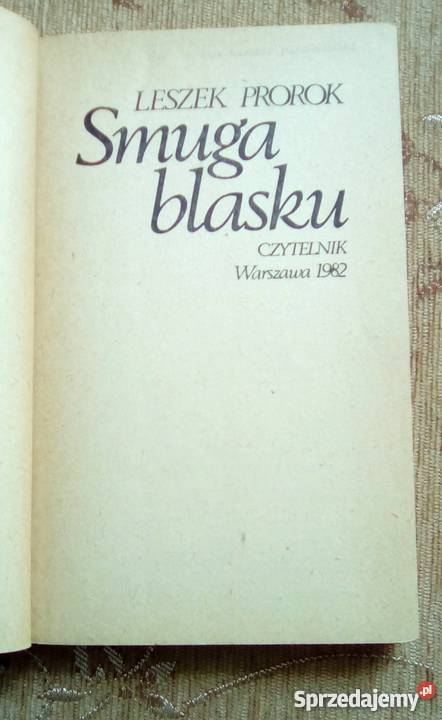 LESZEK PROROK
Smuga
blasku
CZYTELNIK
Warszawa 1982
Sprzedajemy.pl